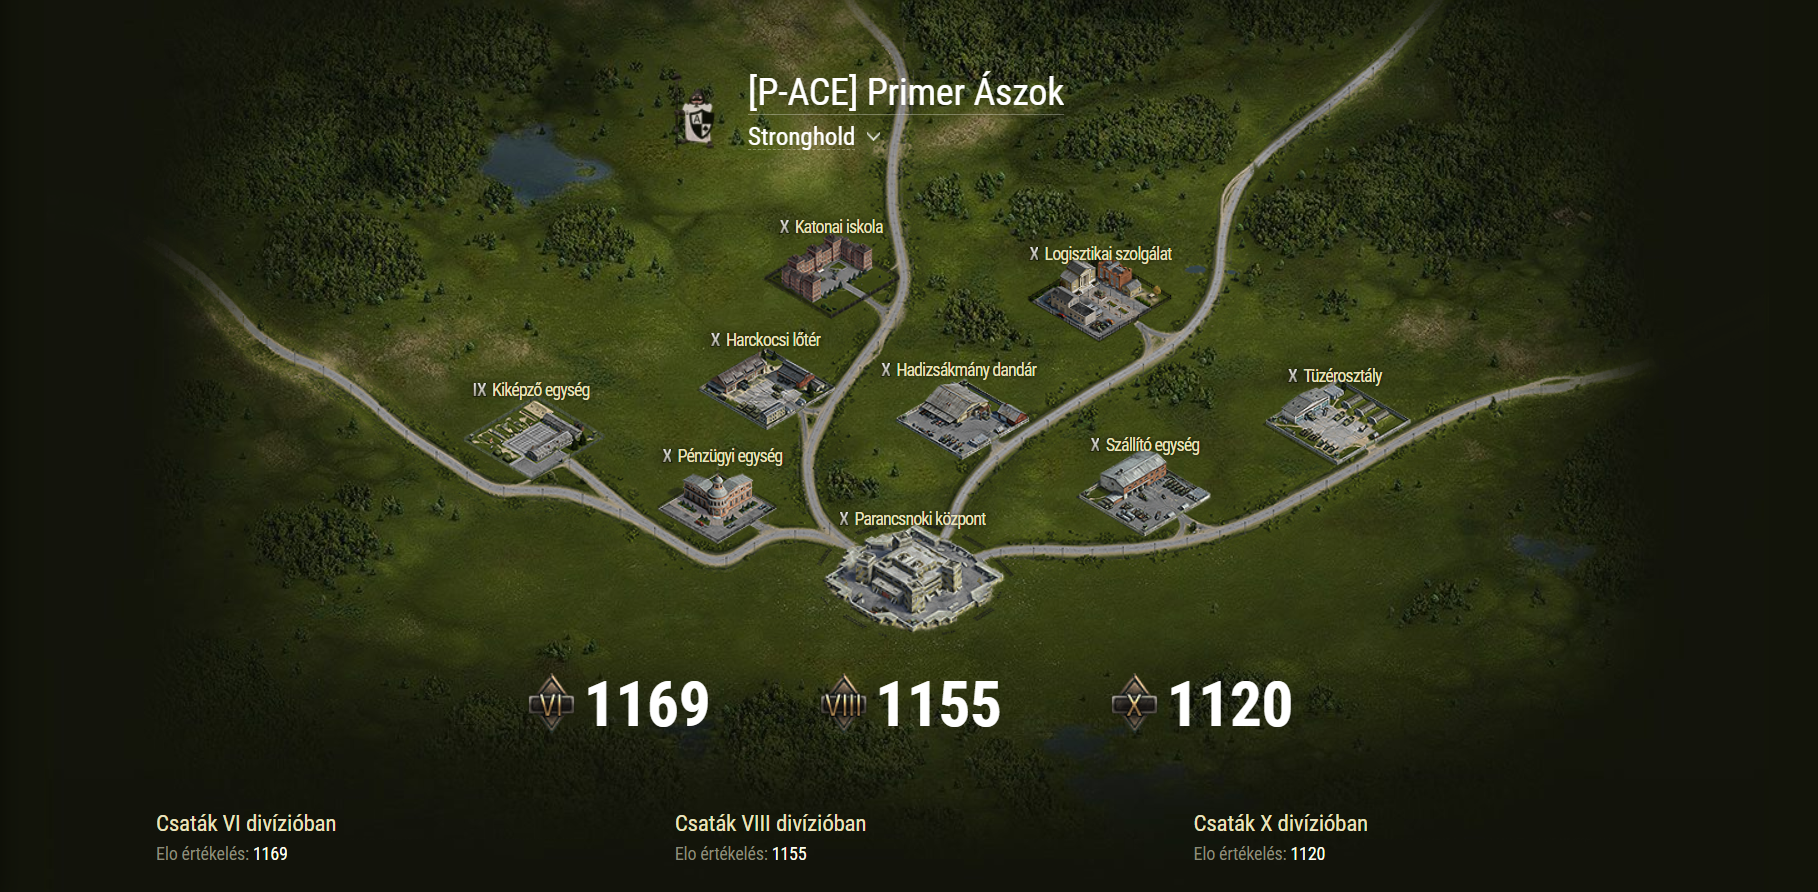 [P-ACE] Primer Ászok
Stronghold
X Katonai iskola
X Logisztikai szolgálat
X Harckocsi lőtér
X Hadizsákmány dandár
X Tüzérosztály
IX Kiképző egység
X Szállító egység
X Pénzügyi egység
X Parancsnoki központ
VI 1169
VIII 1155
X 1120
Csaták VI divízióban
Elo értékelés: 1169
Csaták VIII divízióban
Elo értékelés: 1155
Csaták X divízióban
Elo értékelés: 1120